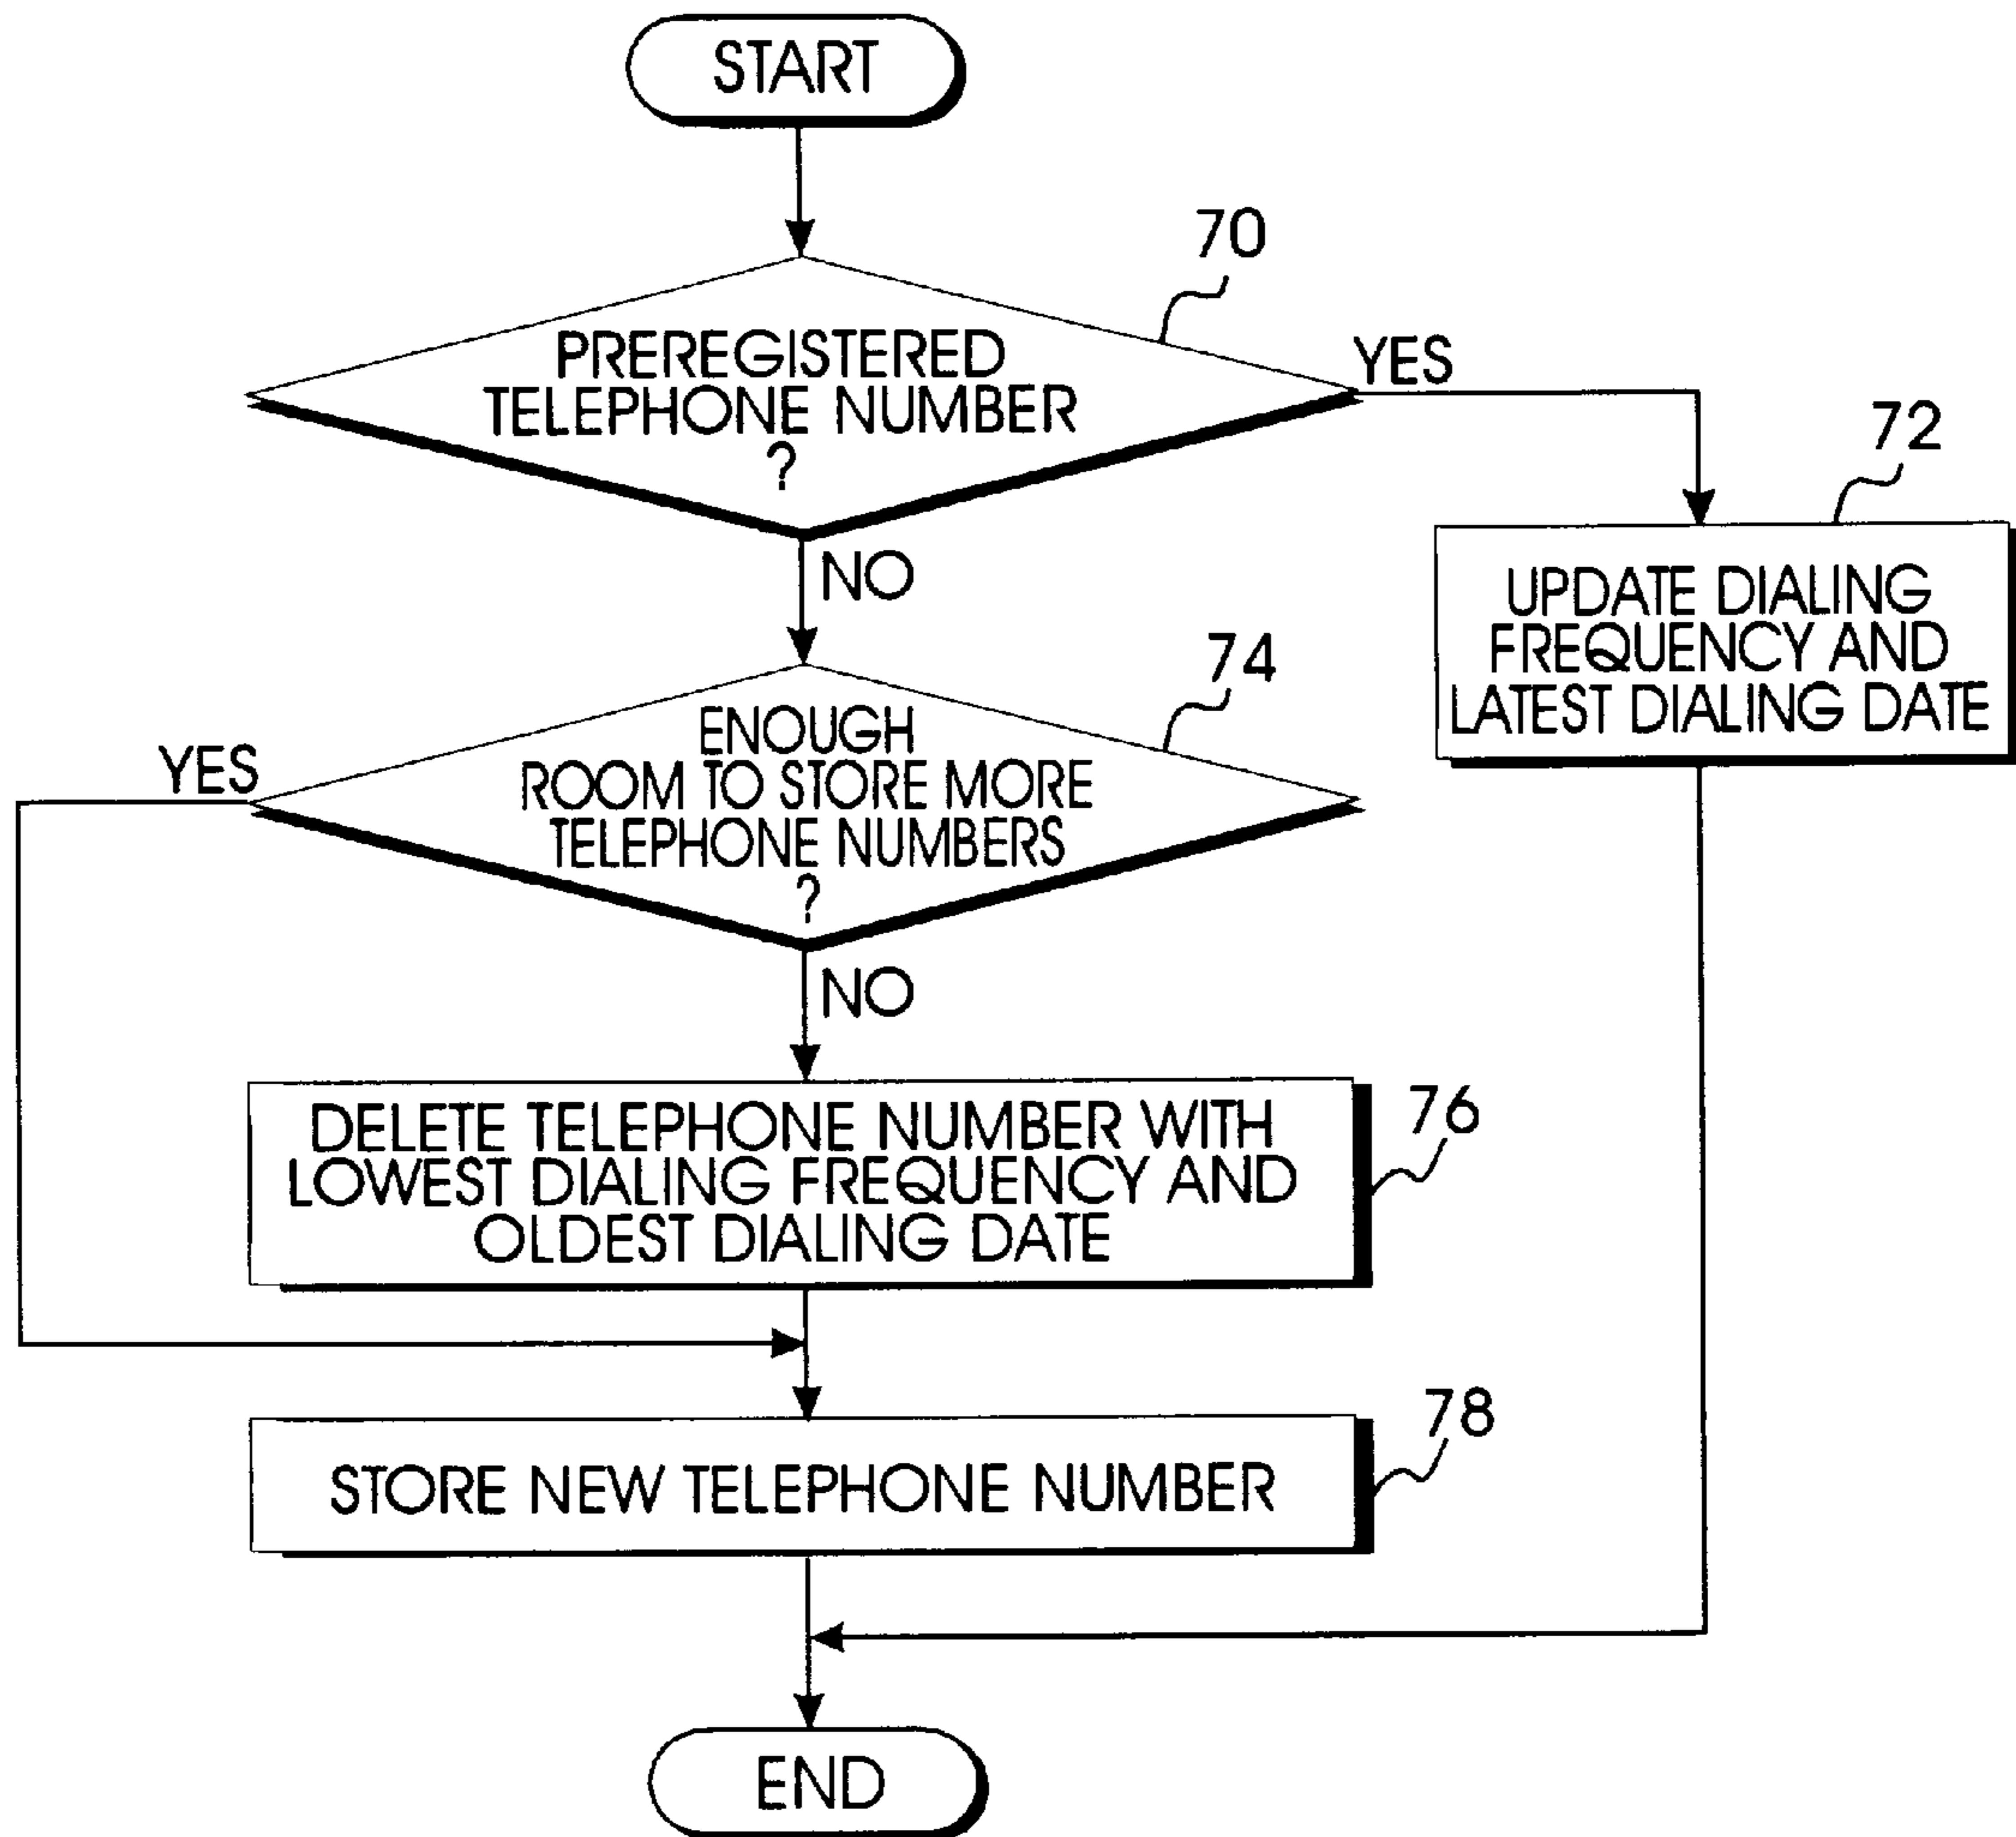 START
70
PREREGISTERED
TELEPHONE NUMBER
?
YES
72
UPDATE DIALING
FREQUENCY AND
LATEST DIALING DATE
NO
74
ENOUGH
ROOM TO STORE MORE
TELEPHONE NUMBERS
?
YES
NO
76
DELETE TELEPHONE NUMBER WITH
LOWEST DIALING FREQUENCY AND
OLDEST DIALING DATE
78
STORE NEW TELEPHONE NUMBER
END